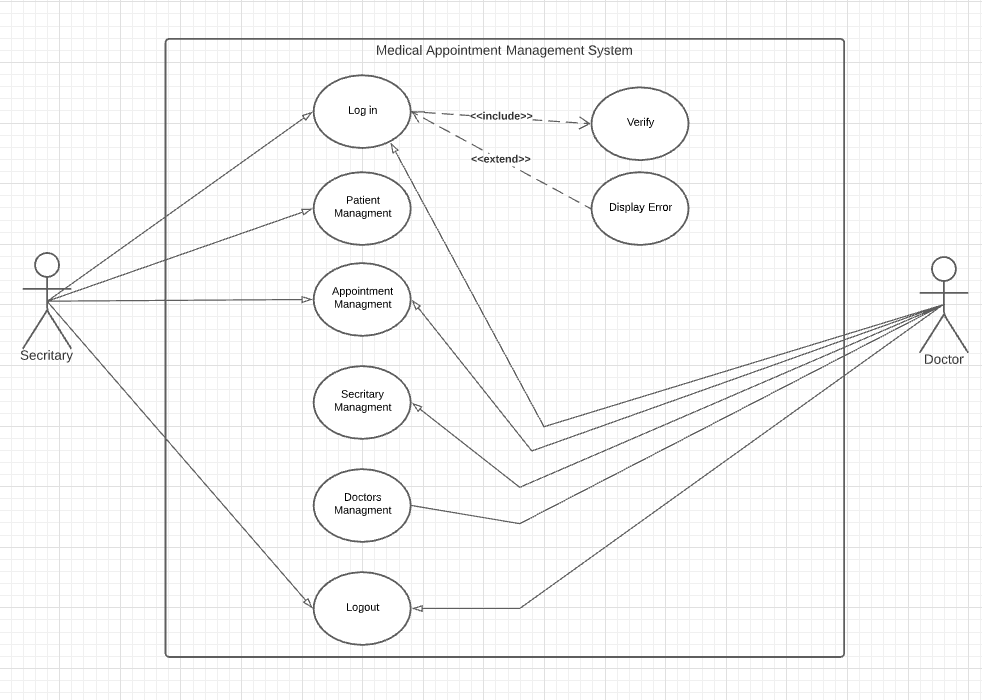 Medical Appointment Management System
Log in
<<include>>
Verify
<<extend>>
Patient
Managment
Display Error
Appointment
Managment
Secritary
Doctor
Secritary
Managment
Doctors
Managment
Logout